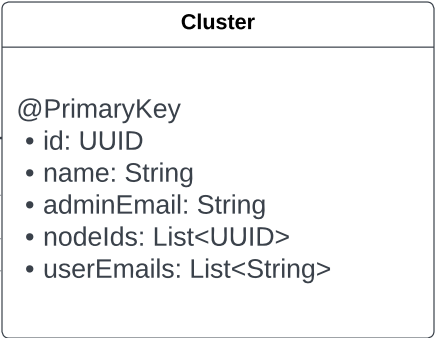 Cluster
@PrimaryKey
• id: UUID
• name: String
• adminEmail: String
• nodeIds: List<UUID>
• userEmails: List<String>